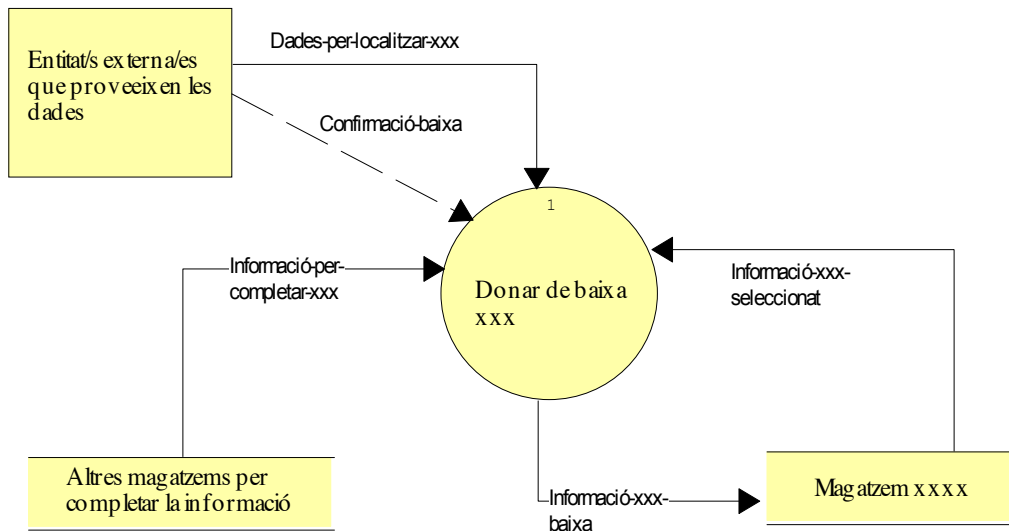 Entitat/s externa/es
que proveeixen les
dades
Dades-per-localitzar-xxx
Confirmació-baixa
1
Donar de baixa
xxx
Informació-per-
completar-xxx
Informació-xxx-
seleccionat
Altres magatzems per
completar la informació
Informació-xxx-
baixa
Magatzem xxxx